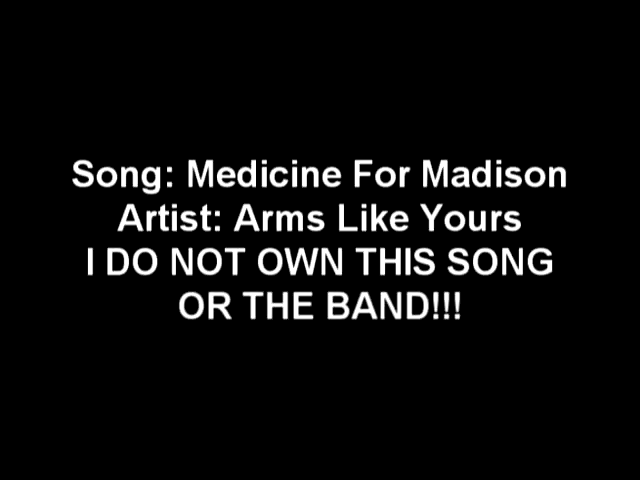 Song: Medicine For Madison
Artist: Arms Like Yours
I DO NOT OWN THIS SONG
OR THE BAND!!!